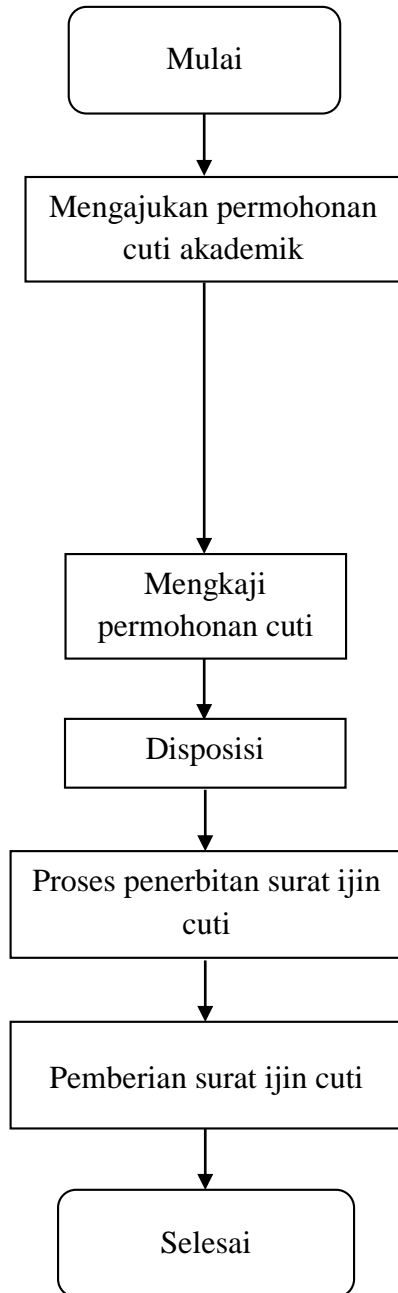 Mulai
Mengajukan permohonan
cuti akademik
Mengkaji
permohonan cuti
Disposisi
Proses penerbitan surat ijin
cuti
Pemberian surat ijin cuti
Selesai